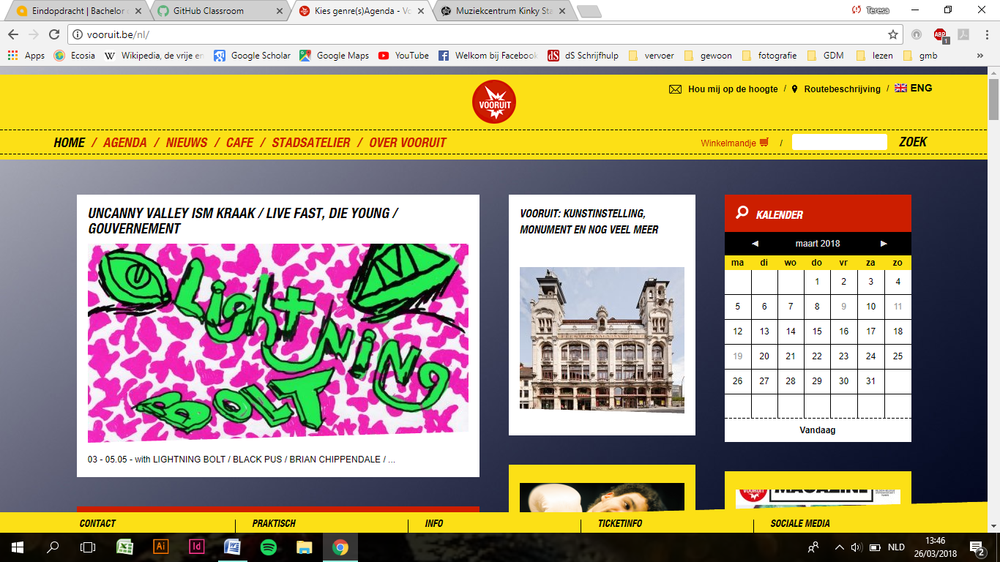 Eindopdracht | Bachelor
GitHub Classroom
Kies genre(s)Agenda - Vo
Muziekcentrum Kinky Sta
Teresa
vooruit.be/nl/
Apps
Ecosia
Wikipedia, de vrije en
Google Scholar
Google Maps
YouTube
Welkom bij Facebook
dS Schrijfhulp
vervoer
gewoon
fotografie
GDM
lezen
gmb
»
VOORUIT
Hou mij op de hoogte / Routebeschrijving / ENG
HOME / AGENDA / NIEUWS / CAFE / STADSATELIER / OVER VOORUIT
Winkelmandje /
ZOEK
UNCANNY VALLEY ISM KRAAK / LIVE FAST, DIE YOUNG /
GOUVERNEMENT
Lightning
BOLT
03 - 05.05 - with LIGHTNING BOLT / BLACK PUS / BRIAN CHIPPENDALE / ...
VOORUIT: KUNSTINSTELLING,
MONUMENT EN NOG VEEL MEER
KALENDER
maart 2018
ma di wo do vr za zo
1 2 3 4
5 6 7 8 9 10 11
12 13 14 15 16 17 18
19 20 21 22 23 24 25
26 27 28 29 30 31
Vandaag
VOORUIT
MAGAZINE
CONTACT
PRAKTISCH
INFO
TICKETINFO
SOCIALE MEDIA
NLD
13:46
26/03/2018
2